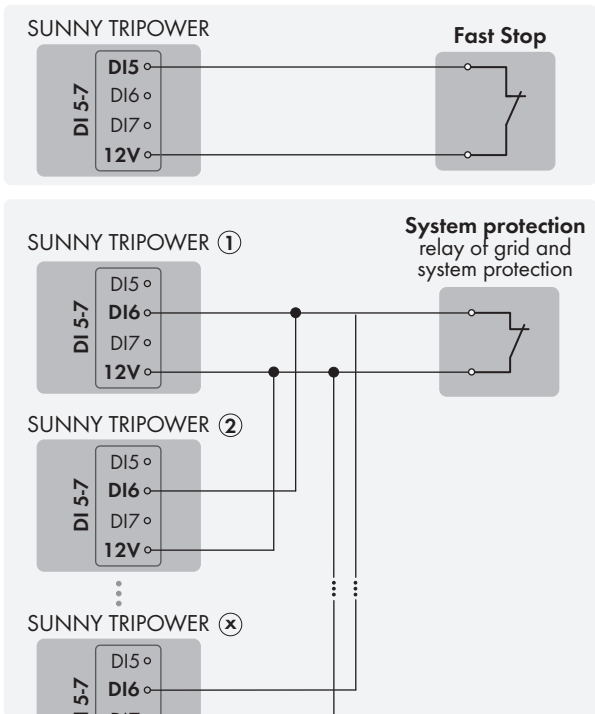 SUNNY TRIPOWER
Fast Stop
DI 5-7
DI5
DI6
DI7
12V
SUNNY TRIPOWER 1
System protection
relay of grid and
system protection
DI 5-7
DI5
DI6
DI7
12V
SUNNY TRIPOWER 2
DI 5-7
DI5
DI6
DI7
12V
SUNNY TRIPOWER x
DI5
DI6